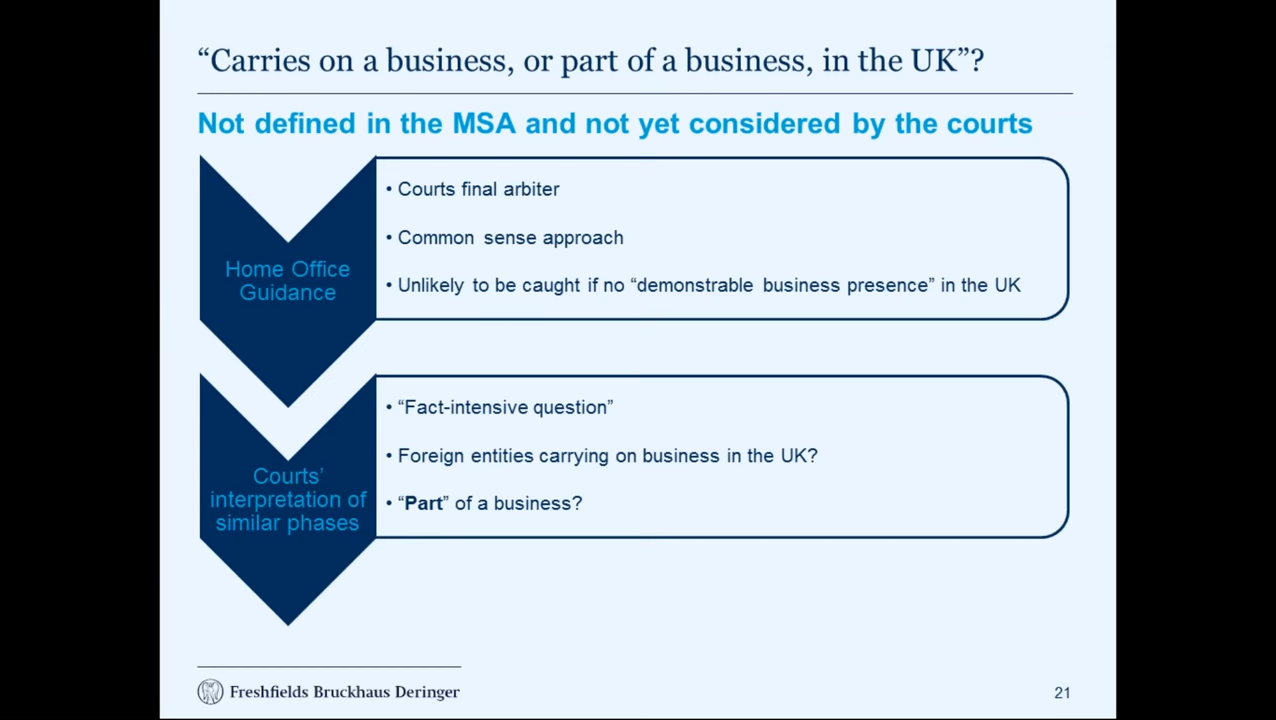 “Carries on a business, or part of a business, in the UK”?
Not defined in the MSA and not yet considered by the courts
Home Office
Guidance
• Courts final arbiter
• Common sense approach
• Unlikely to be caught if no “demonstrable business presence” in the UK
Courts’
interpretation of
similar phases
• “Fact-intensive question”
• Foreign entities carrying on business in the UK?
• “Part” of a business?
Freshfields Bruckhaus Deringer
21